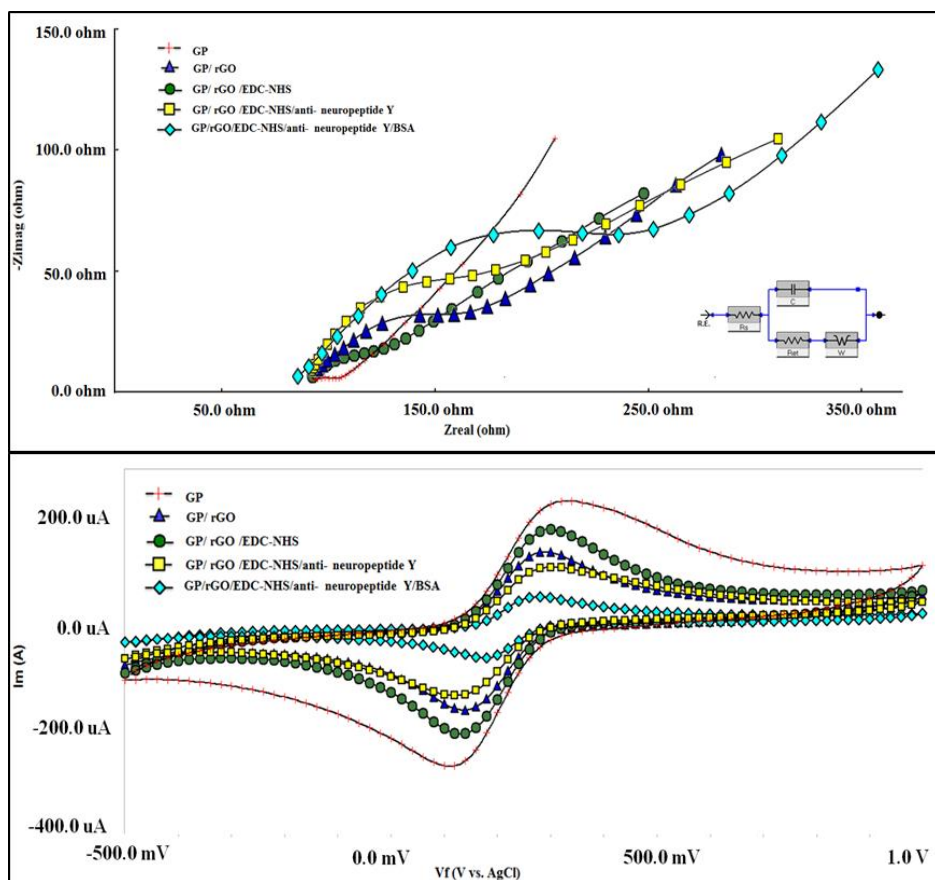 150.0 ohm
GP
GP/ rGO
GP/ rGO /EDC-NHS
GP/ rGO /EDC-NHS/anti- neuropeptide Y
GP/rGO/EDC-NHS/anti- neuropeptide Y/BSA
100.0 ohm
-Zimag (ohm)
50.0 ohm
C
R.E.
Rs
Rct
W
0.0 ohm
50.0 ohm
150.0 ohm
250.0 ohm
350.0 ohm
Zreal (ohm)
GP
200.0 uA
GP/ rGO
GP/ rGO /EDC-NHS
GP/ rGO /EDC-NHS/anti- neuropeptide Y
GP/rGO/EDC-NHS/anti- neuropeptide Y/BSA
0.0 uA
Im (A)
-200.0 uA
-400.0 uA
-500.0 mV
0.0 mV
500.0 mV
1.0 V
Vf (V vs. AgCl)